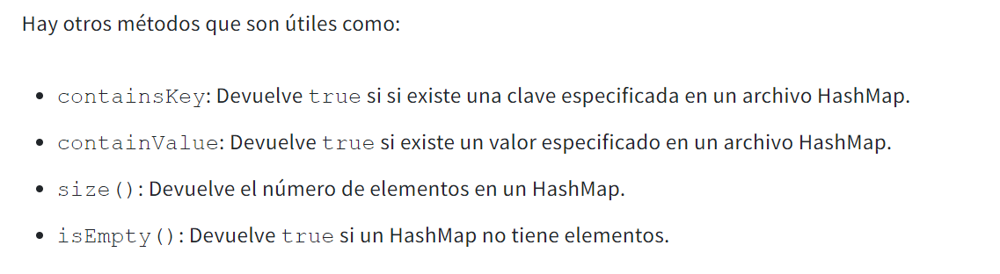 Hay otros métodos que son útiles como:
• containsKey: Devuelve true si si existe una clave especificada en un archivo HashMap.
• containValue: Devuelve true si existe un valor especificado en un archivo HashMap.
• size(): Devuelve el número de elementos en un HashMap.
• isEmpty(): Devuelve true si un HashMap no tiene elementos.